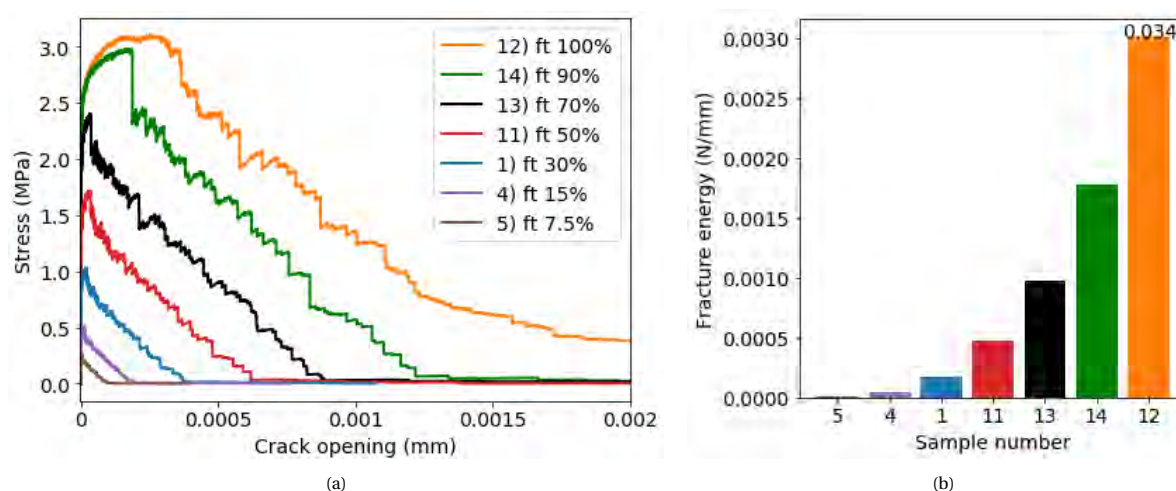 3.0
2.5
2.0
1.5
1.0
0.5
0.0
Stress (MPa)
0
0.0005
0.001
0.0015
0.002
Crack opening (mm)
12) ft 100%
14) ft 90%
13) ft 70%
11) ft 50%
1) ft 30%
4) ft 15%
5) ft 7.5%
(a)
0.0030
0.0025
0.0020
0.0015
0.0010
0.0005
0.0000
Fracture energy (N/mm)
0.034
5 4 1 11 13 14 12
Sample number
(b)